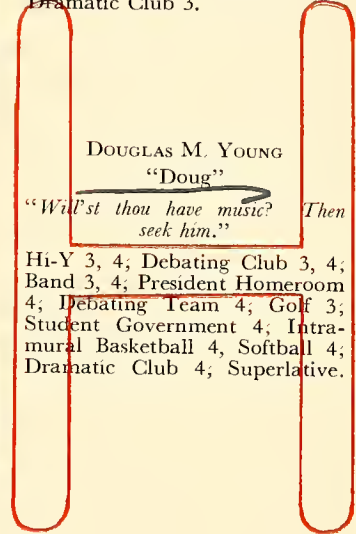 Dramatic Club 3.
DOUGLAS M. YOUNG
"Doug"
"Will'st thou have music? Then
seek him."
Hi-Y 3, 4; Debating Club 3, 4;
Band 3, 4; President Homeroom
4; Debating Team 4; Golf 3;
Student Government 4; Intra-
mural Basketball 4, Softball 4;
Dramatic Club 4; Superlative.